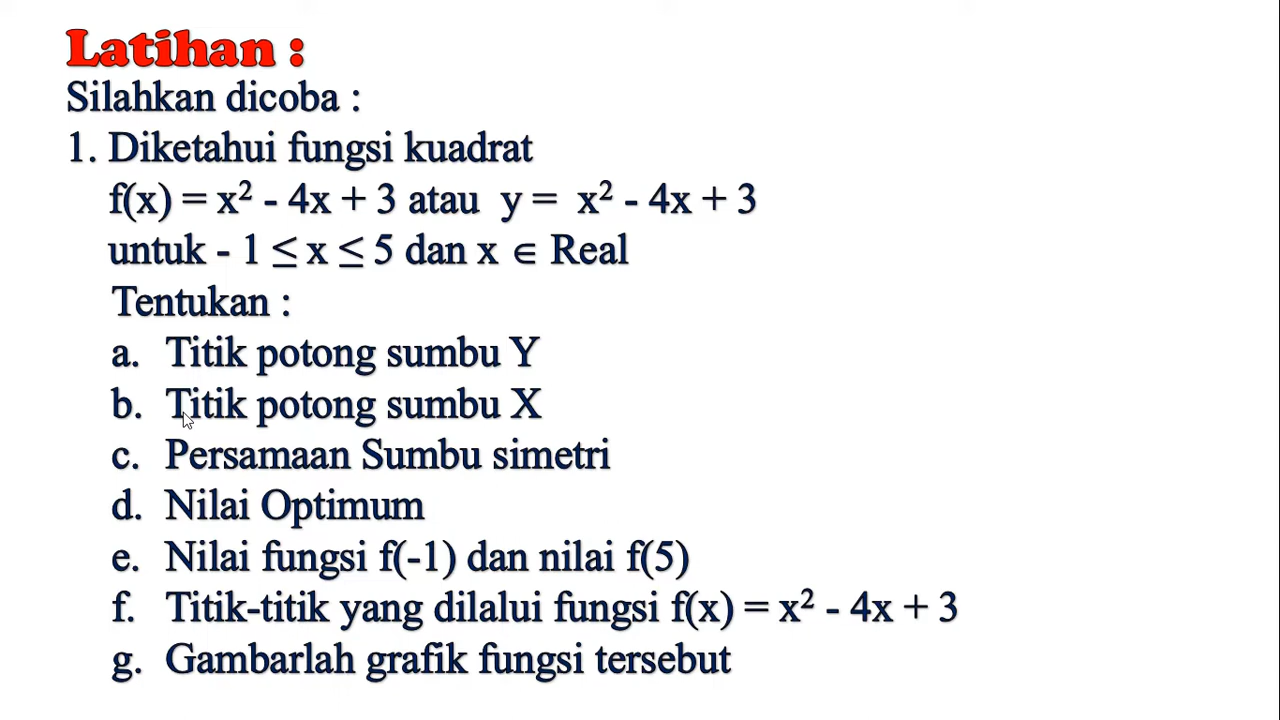 Latihan :
Silahkan dicoba :
1. Diketahui fungsi kuadrat
f(x) = x² - 4x + 3 atau y = x² - 4x + 3
untuk - 1 ≤ x ≤ 5 dan x ∈ Real
Tentukan :
a. Titik potong sumbu Y
b. Titik potong sumbu X
c. Persamaan Sumbu simetri
d. Nilai Optimum
e. Nilai fungsi f(-1) dan nilai f(5)
f. Titik-titik yang dilalui fungsi f(x) = x² - 4x + 3
g. Gambarlah grafik fungsi tersebut